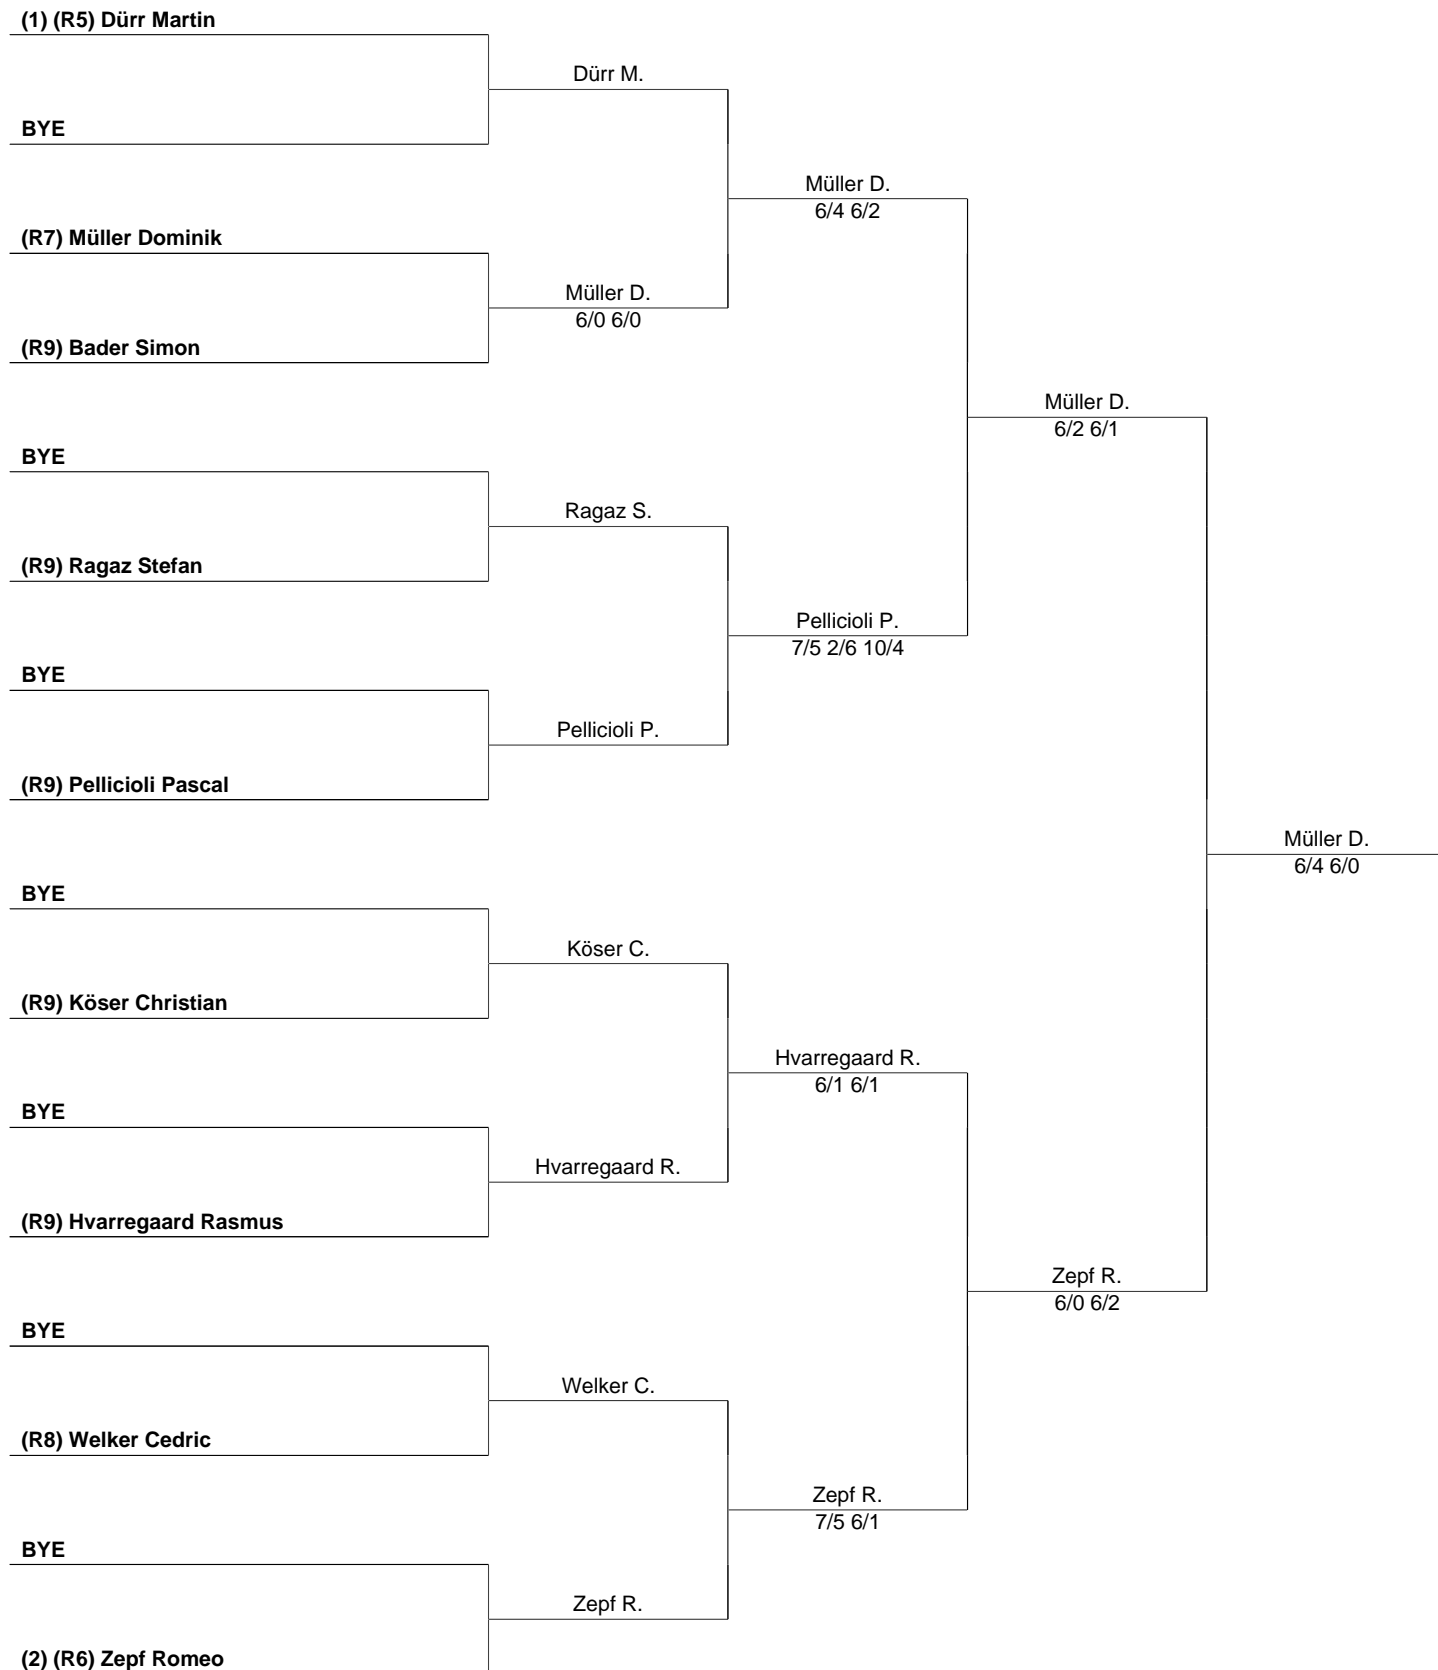 (1) (R5) Dürr Martin
Dürr M.
BYE
Müller D.
6/4 6/2
(R7) Müller Dominik
Müller D.
6/0 6/0
(R9) Bader Simon
Müller D.
6/2 6/1
BYE
Ragaz S.
(R9) Ragaz Stefan
Pellicioli P.
7/5 2/6 10/4
BYE
Pellicioli P.
(R9) Pellicioli Pascal
Müller D.
6/4 6/0
BYE
Köser C.
(R9) Köser Christian
Hvarregaard R.
6/1 6/1
BYE
Hvarregaard R.
(R9) Hvarregaard Rasmus
Zepf R.
6/0 6/2
BYE
Welker C.
(R8) Welker Cedric
Zepf R.
7/5 6/1
BYE
Zepf R.
(2) (R6) Zepf Romeo